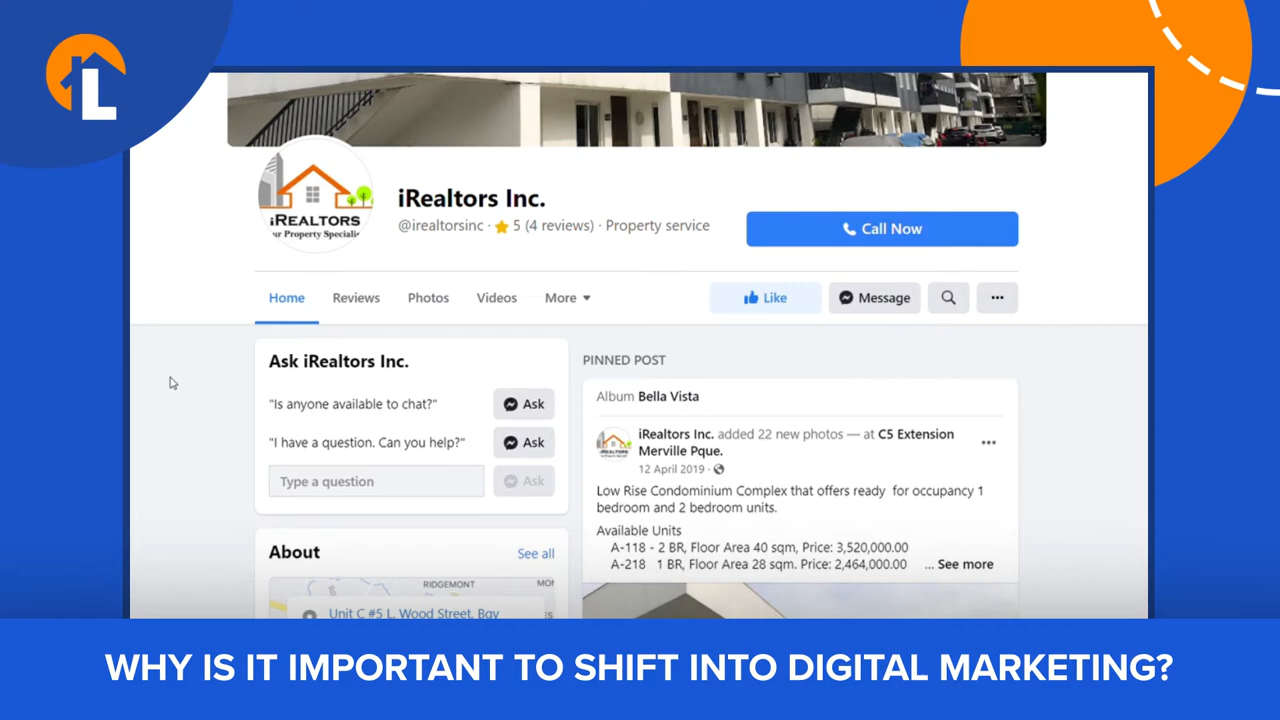 L
iREALTORS
ur Property Speciali
iRealtors Inc.
@irealtorsinc · 5 (4 reviews) · Property service
Call Now
Home Reviews Photos Videos More
Like Message ...
Ask iRealtors Inc.
"Is anyone available to chat?" Ask
"I have a question. Can you help?" Ask
Type a question Ask
About See all
RIDGEMONT MO
Unit C #5 L. Wood Street, Bgy
PINNED POST
Album Bella Vista
iRealtors Inc. added 22 new photos — at C5 Extension
Merville Pque.
12 April 2019 ·
Low Rise Condominium Complex that offers ready for occupancy 1
bedroom and 2 bedroom units.
Available Units
A-118 - 2 BR, Floor Area 40 sqm, Price: 3,520,000.00
A-218 1 BR, Floor Area 28 sqm. Price: 2,464,000.00 ... See more
WHY IS IT IMPORTANT TO SHIFT INTO DIGITAL MARKETING?